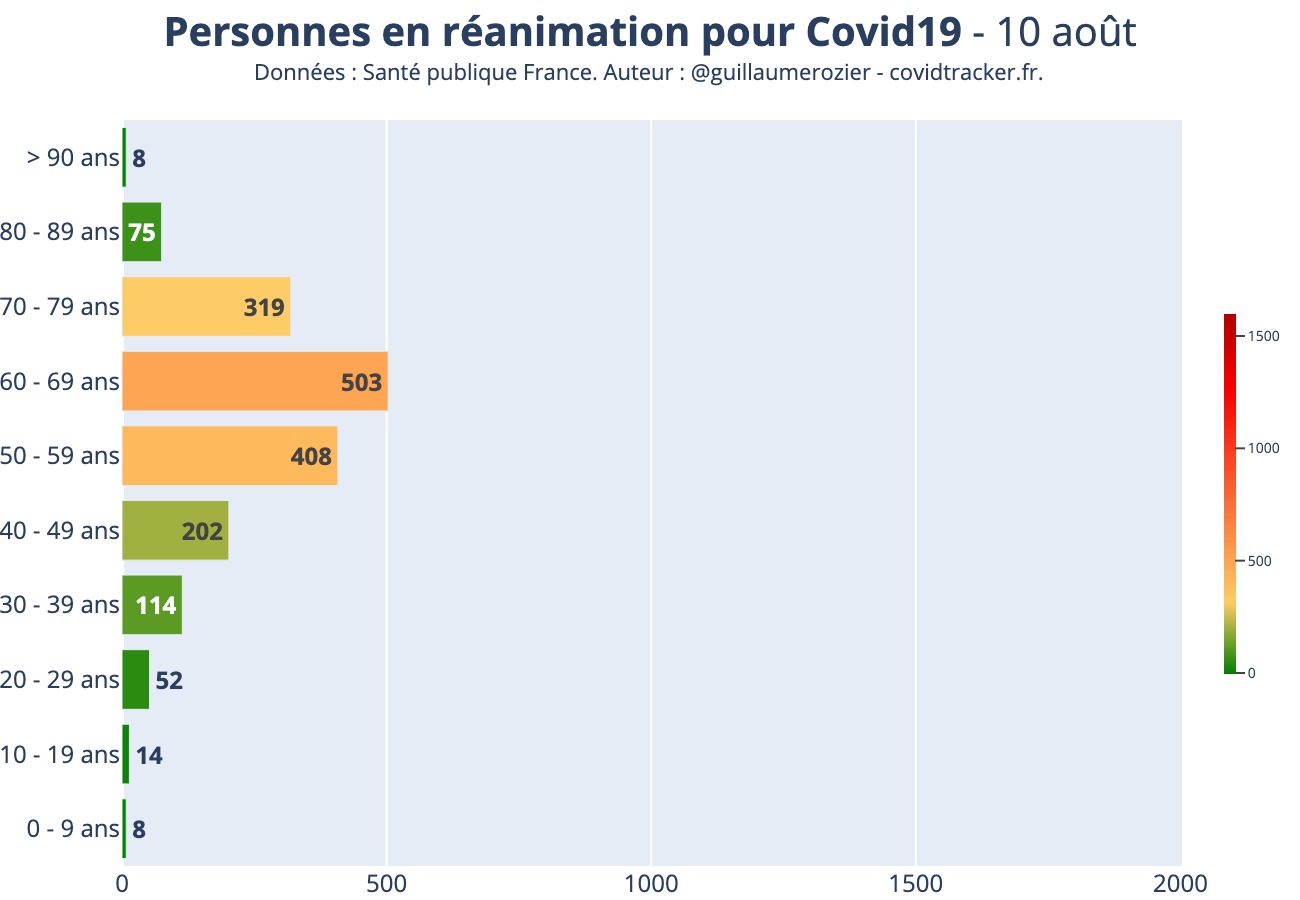 Personnes en réanimation pour Covid19 - 10 août
Données : Santé publique France. Auteur : @guillaumerozier - covidtracker.fr.
> 90 ans 8
80 - 89 ans 75
70 - 79 ans 319
60 - 69 ans 503
50 - 59 ans 408
40 - 49 ans 202
30 - 39 ans 114
20 - 29 ans 52
10 - 19 ans 14
0 - 9 ans 8
0 500 1000 1500 2000
1500
1000
500
0